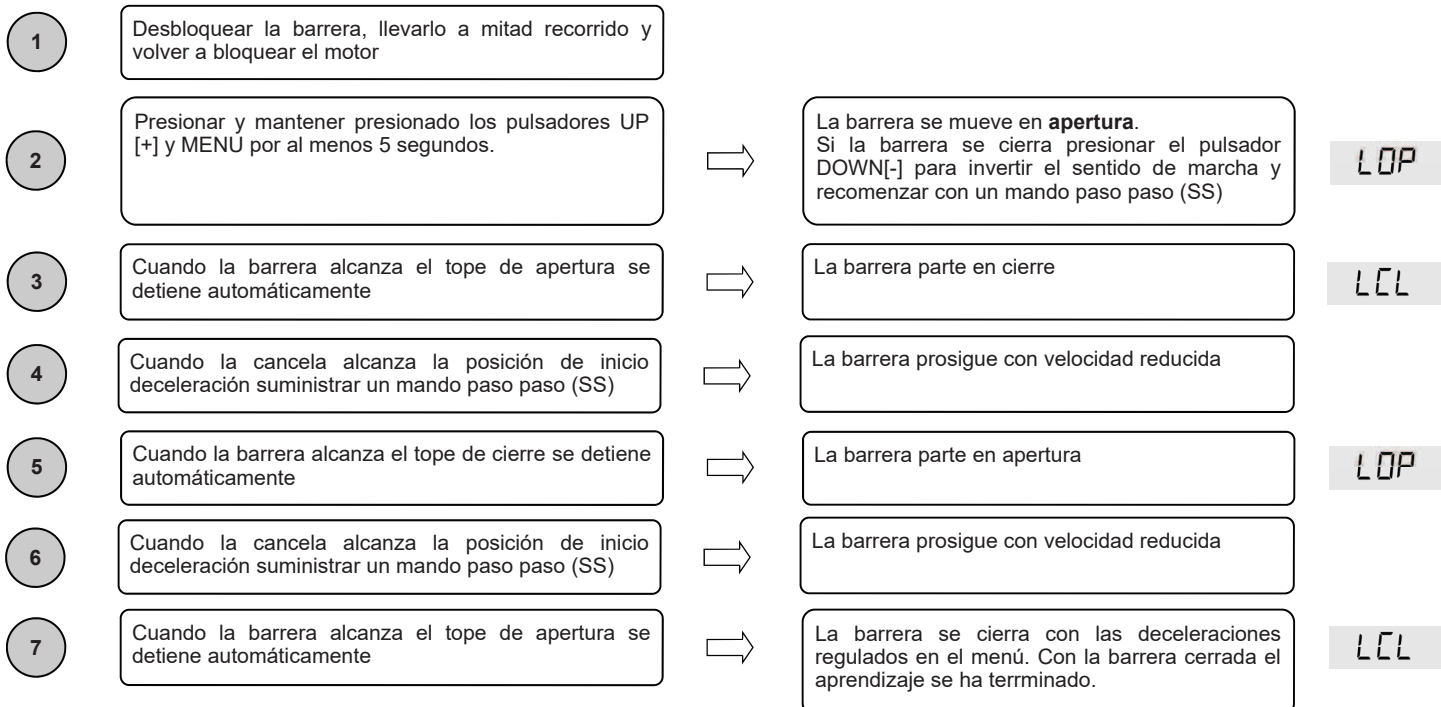 1
Desbloquear la barrera, llevarlo a mitad recorrido y
volver a bloquear el motor
2
Presionar y mantener presionado los pulsadores UP
[+] y MENU por al menos 5 segundos.
La barrera se mueve en apertura.
Si la barrera se cierra presionar el pulsador
DOWN[-] para invertir el sentido de marcha y
recomenzar con un mando paso paso (SS)
LOP
3
Cuando la barrera alcanza el tope de apertura se
detiene automáticamente
La barrera parte en cierre
LCL
4
Cuando la cancela alcanza la posición de inicio
deceleración suministrar un mando paso paso (SS)
La barrera prosigue con velocidad reducida
5
Cuando la barrera alcanza el tope de cierre se detiene
automáticamente
La barrera parte en apertura
LOP
6
Cuando la cancela alcanza la posición de inicio
deceleración suministrar un mando paso paso (SS)
La barrera prosigue con velocidad reducida
7
Cuando la barrera alcanza el tope de apertura se
detiene automáticamente
La barrera se cierra con las deceleraciones
regulados en el menú. Con la barrera cerrada el
aprendizaje se ha terrminado.
LCL